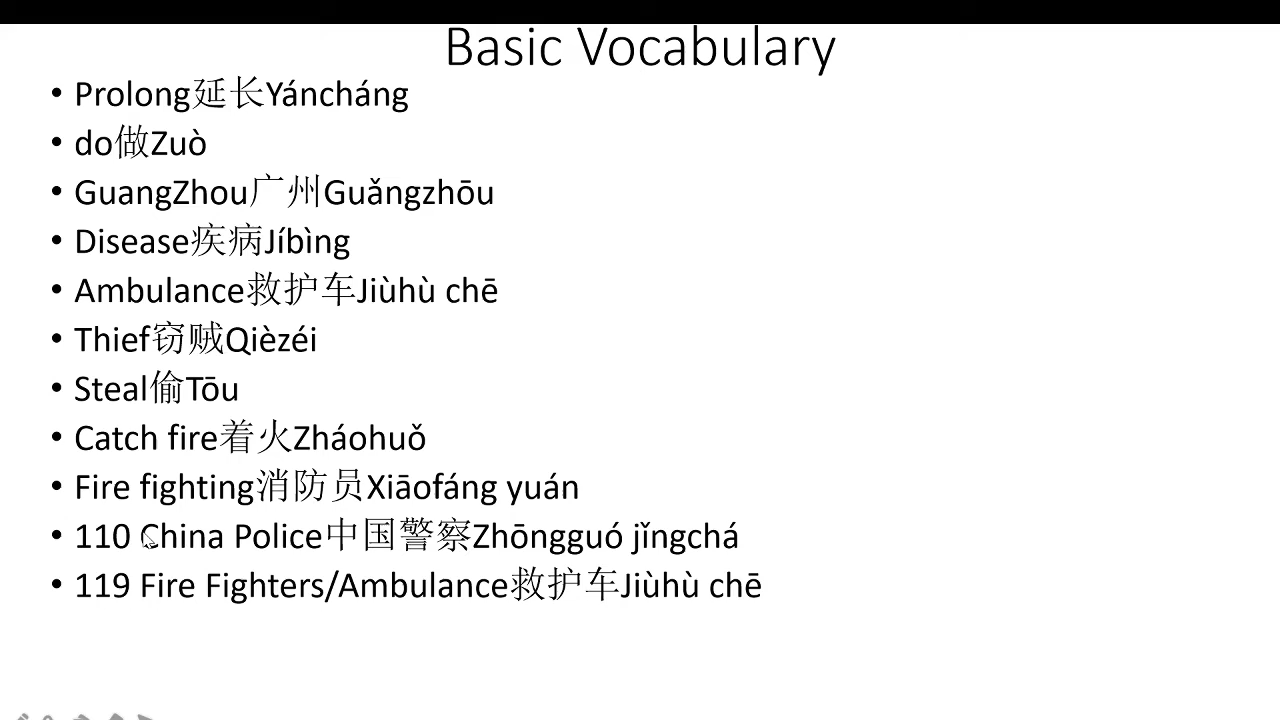 Basic Vocabulary
• Prolong延长Yáncháng
• do做Zuò
• GuangZhou广州Guǎngzhōu
• Disease疾病Jíbìng
• Ambulance救护车Jiùhù chē
• Thief窃贼Qièzéi
• Steal偷Tōu
• Catch fire着火Zháohuǒ
• Fire fighting消防员Xiāofáng yuán
• 110 China Police中国警察Zhōngguó jǐngchá
• 119 Fire Fighters/Ambulance救护车Jiùhù chē